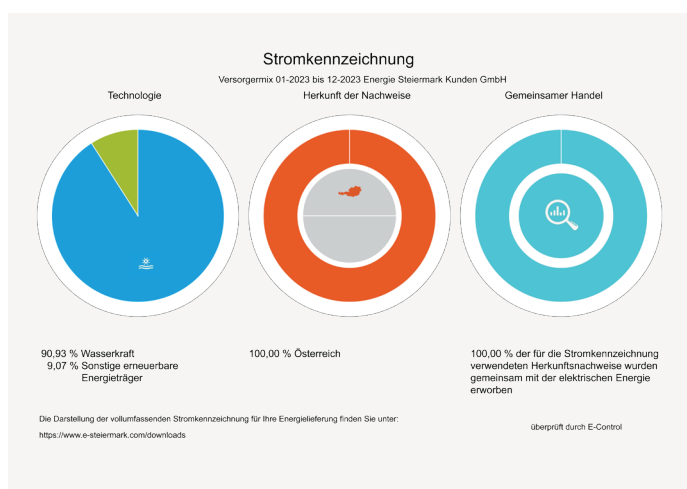 Stromkennzeichnung
Versorgermix 01-2023 bis 12-2023 Energie Steiermark Kunden GmbH
Technologie
Herkunft der Nachweise
Gemeinsamer Handel
90,93 % Wasserkraft
9,07 % Sonstige erneuerbare
Energieträger
100,00 % Österreich
100,00 % der für die Stromkennzeichnung
verwendeten Herkunftsnachweise wurden
gemeinsam mit der elektrischen Energie
erworben
Die Darstellung der vollumfassenden Stromkennzeichnung für Ihre Energielieferung finden Sie unter:
https://www.e-steiermark.com/downloads
überprüft durch E-Control